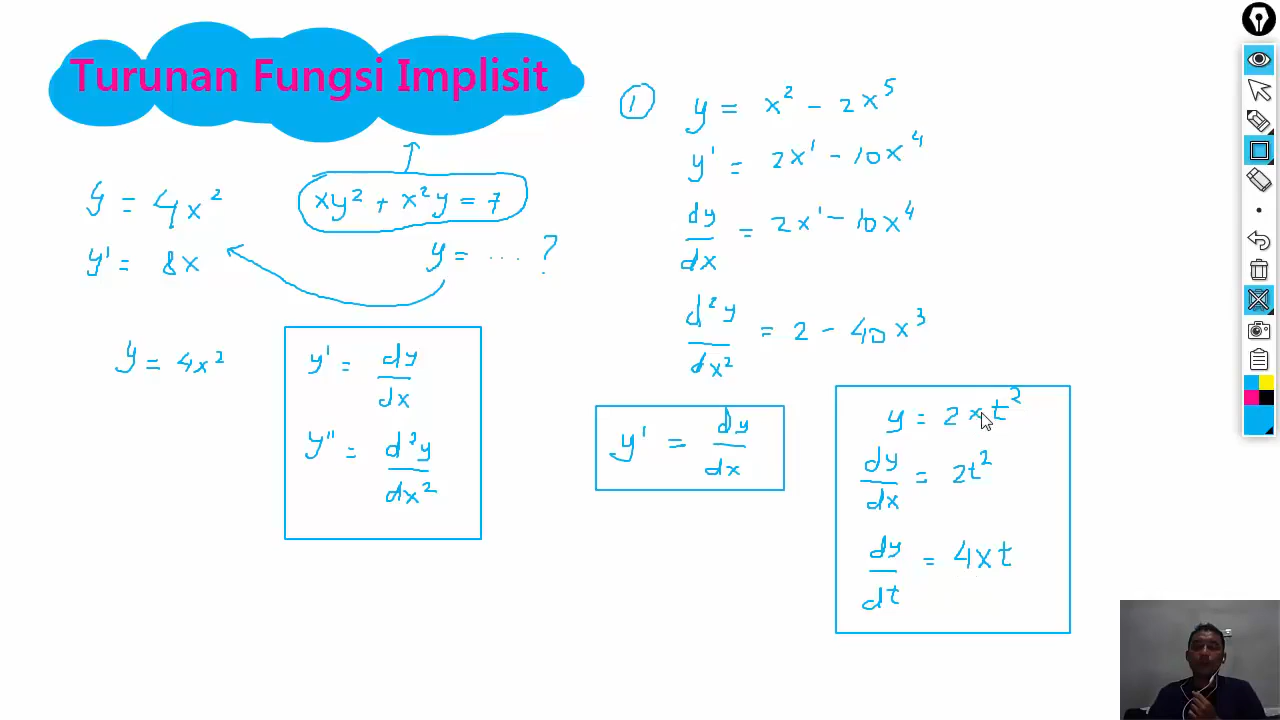 Turunan Fungsi Implisit
y = 4x²
y' = 8x
xy² + x²y = 7
y = .... ?
y = 4x²
y' = dy/dx
y'' = d²y/dx²
1
y = x² - 2x⁵
y' = 2x¹ - 10x⁴
dy/dx = 2x¹ - 10x⁴
d²y/dx² = 2 - 40x³
y' = dy/dx
y = 2xt²
dy/dx = 2t²
dy/dt = 4xt